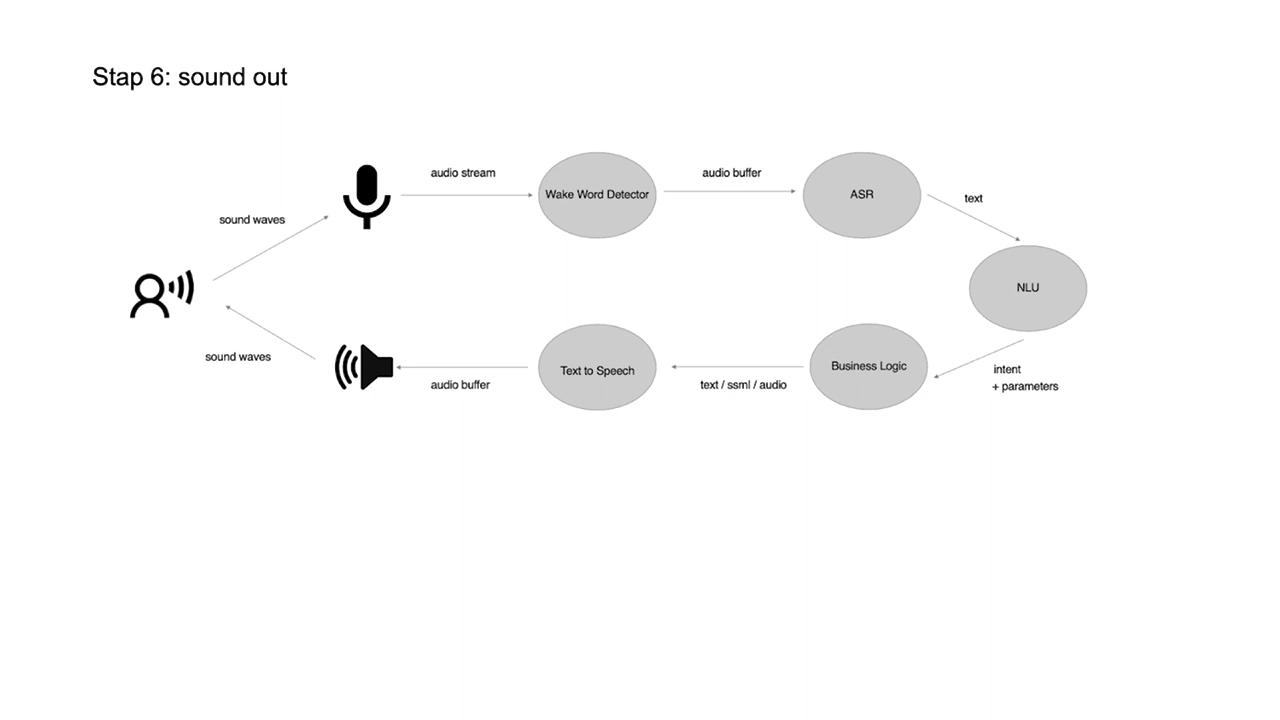 Stap 6: sound out
audio stream
audio buffer
Wake Word Detector
ASR
text
sound waves
NLU
sound waves
Text to Speech
Business Logic
intent
+ parameters
audio buffer
text / ssml / audio